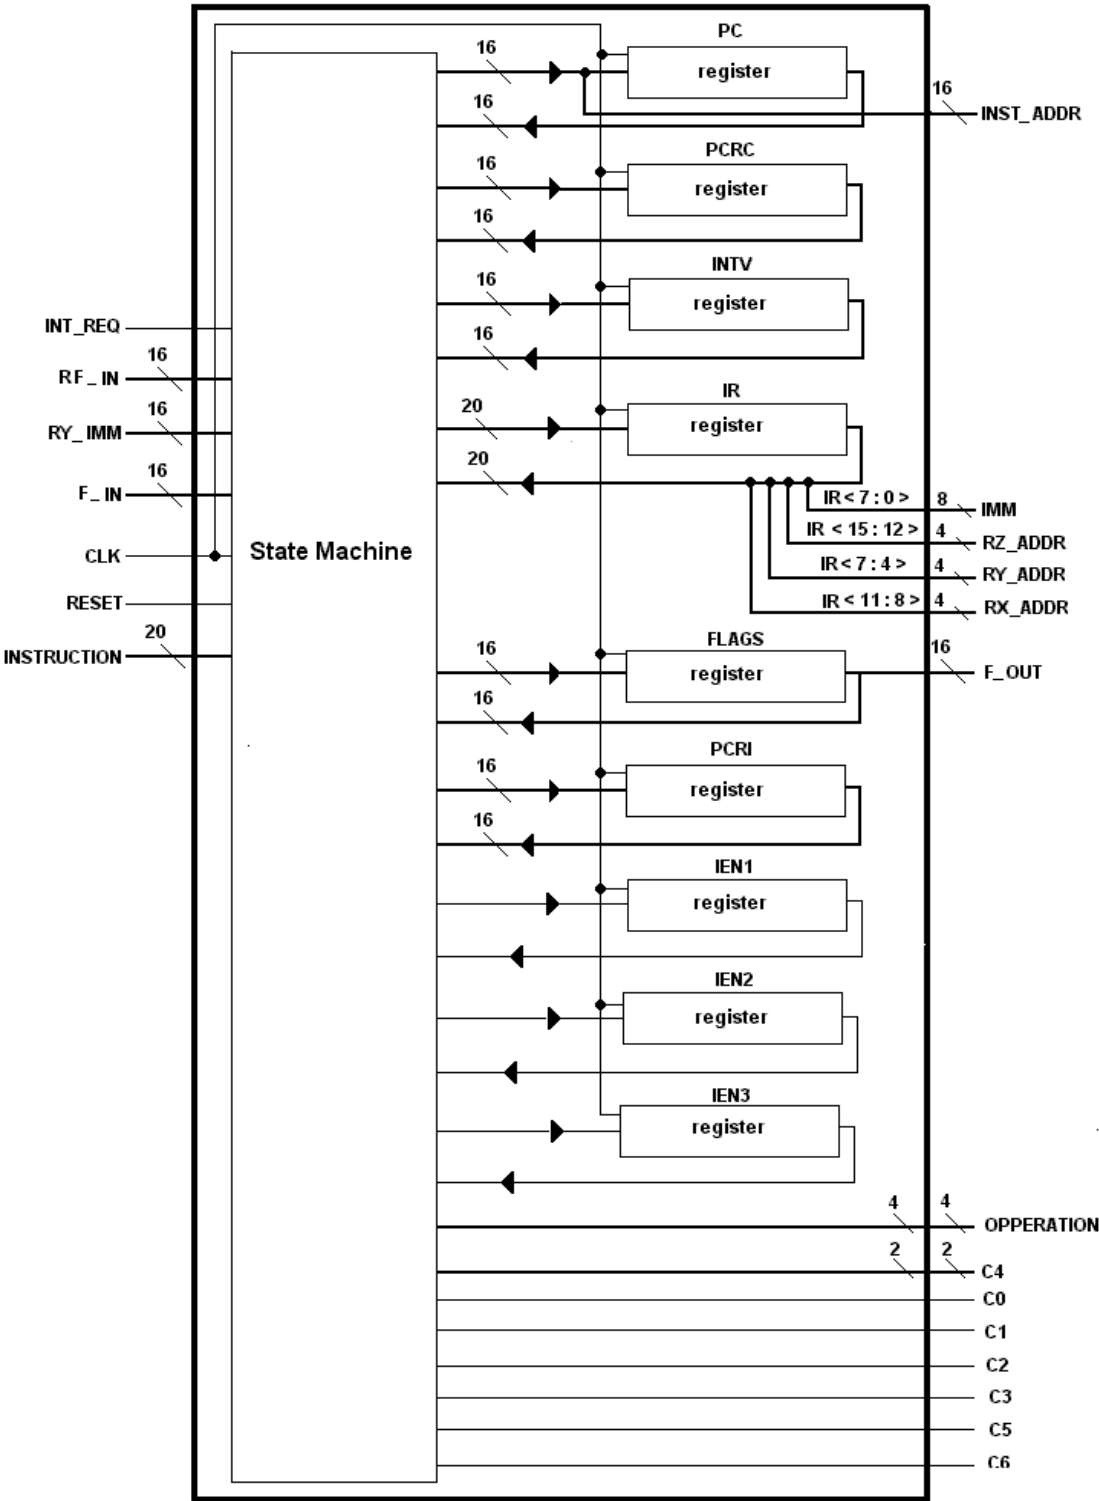 PC
16
register
16
INST_ADDR
16
PCRC
16
register
16
INTV
16
register
16
INT_REQ
16
RF_IN
16
RY_IMM
16
F_IN
CLK
RESET
20
INSTRUCTION
State Machine
IR
20
register
20
IR<7:0>
8
IMM
IR <15:12>
4
RZ_ADDR
IR<7:4>
4
RY_ADDR
IR<11:8>
4
RX_ADDR
FLAGS
16
register
16
F_OUT
16
PCRI
16
register
16
IEN1
register
IEN2
register
IEN3
register
4
4
OPPERATION
2
2
C4
C0
C1
C2
C3
C5
C6